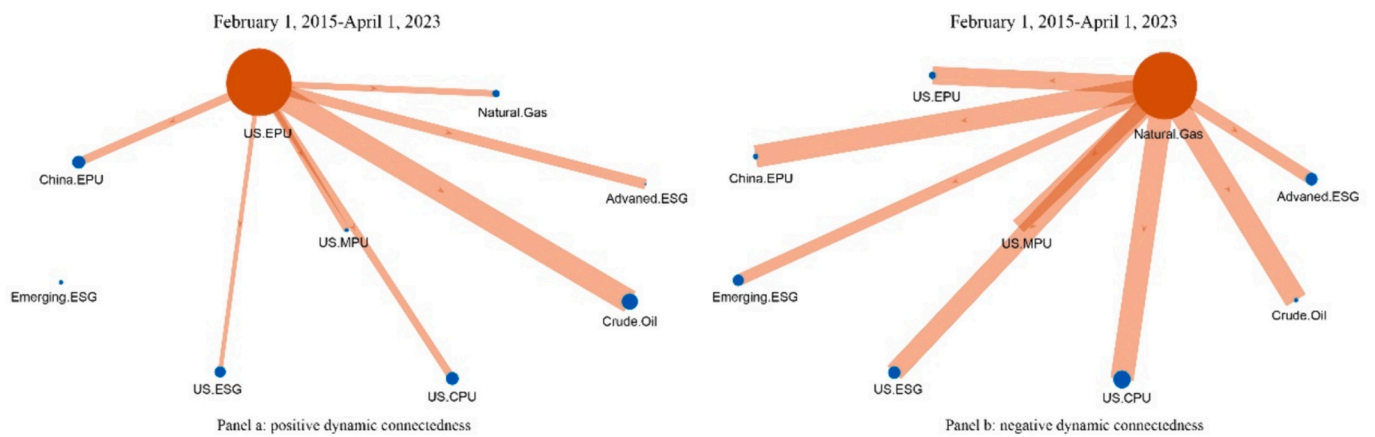 February 1, 2015-April 1, 2023
US.EPU
Natural.Gas
China.EPU
Advaned.ESG
US.MPU
Emerging.ESG
Crude.Oil
US.ESG
US.CPU
Panel a: positive dynamic connectedness
February 1, 2015-April 1, 2023
US.EPU
Natural.Gas
China.EPU
Advaned.ESG
US.MPU
Emerging.ESG
Crude.Oil
US.ESG
US.CPU
Panel b: negative dynamic connectedness